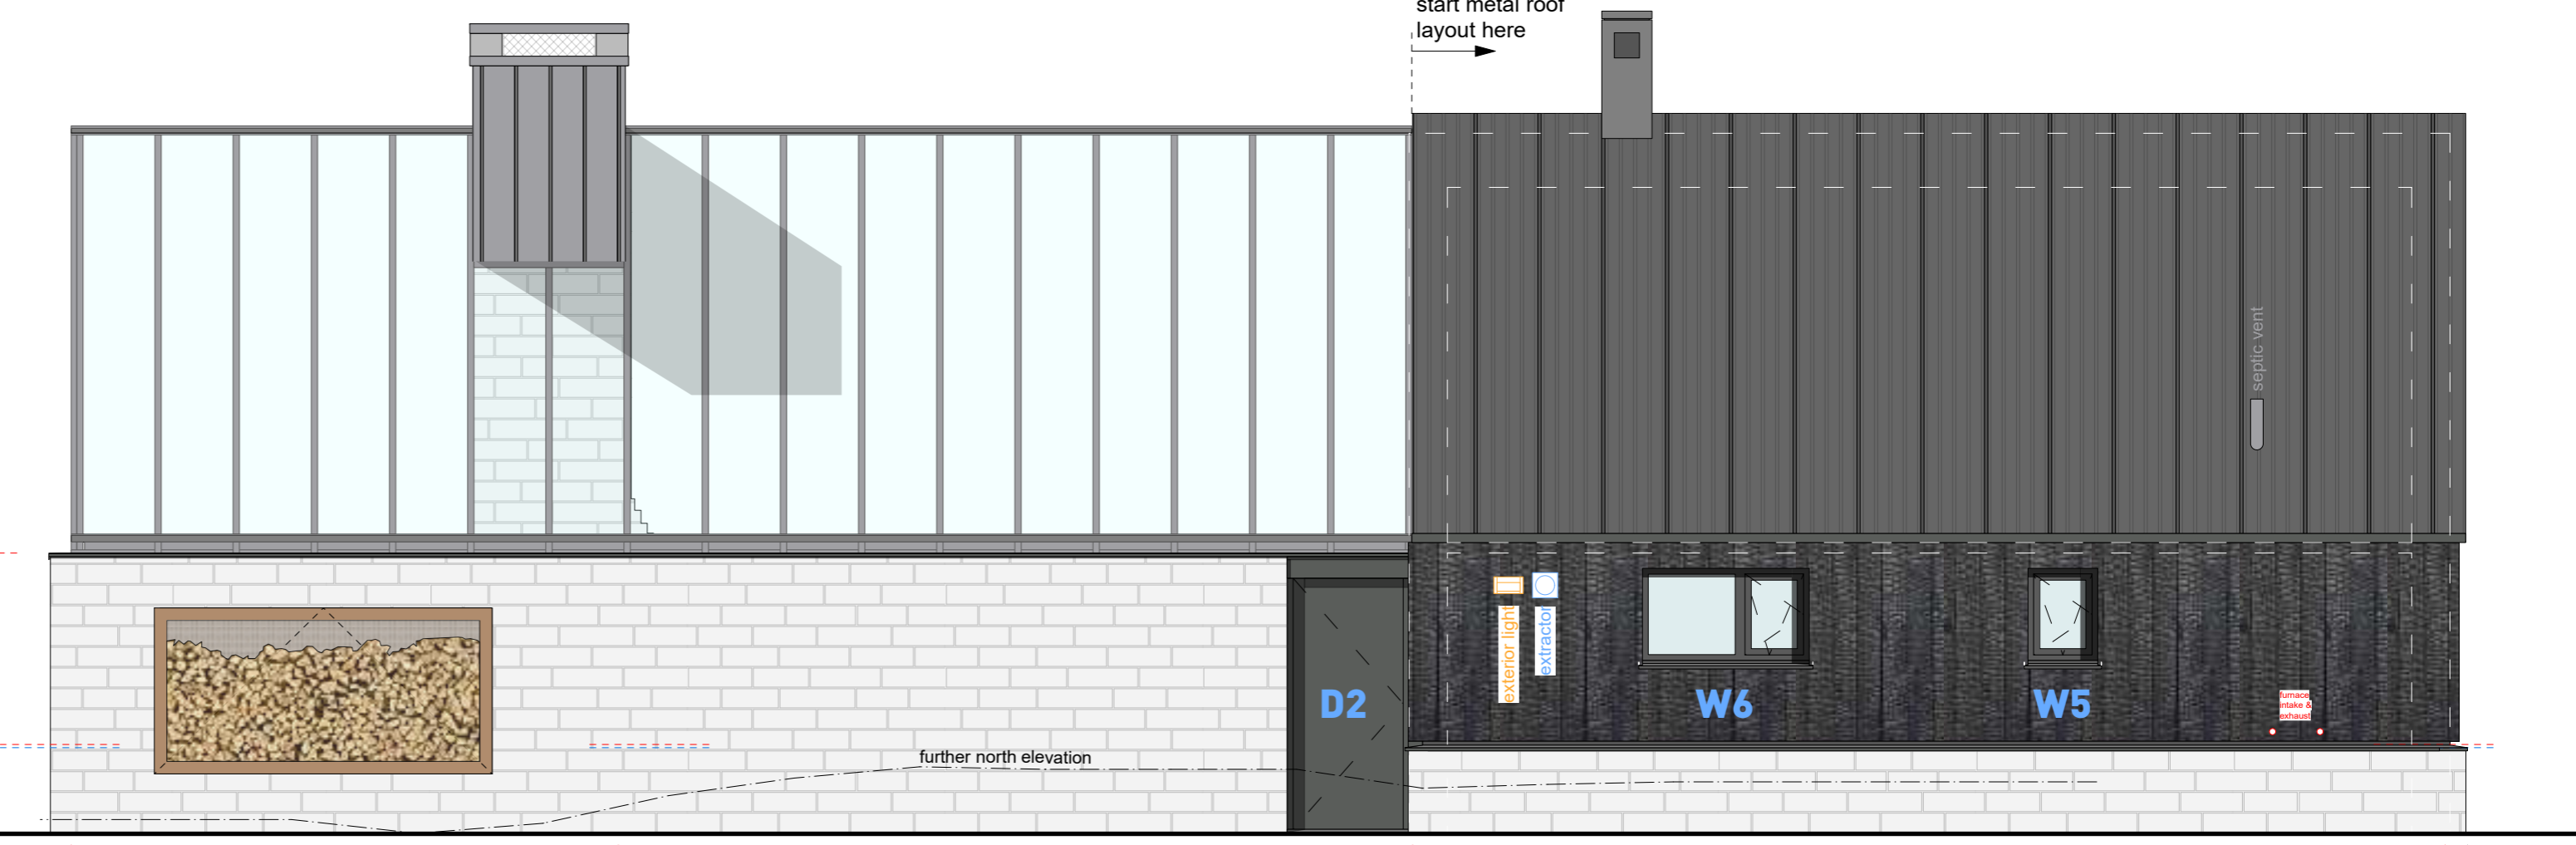 start metal roof
layout here
septic vent
exterior light
extractor
D2
W6
W5
furnace
intake &
exhaust
further north elevation